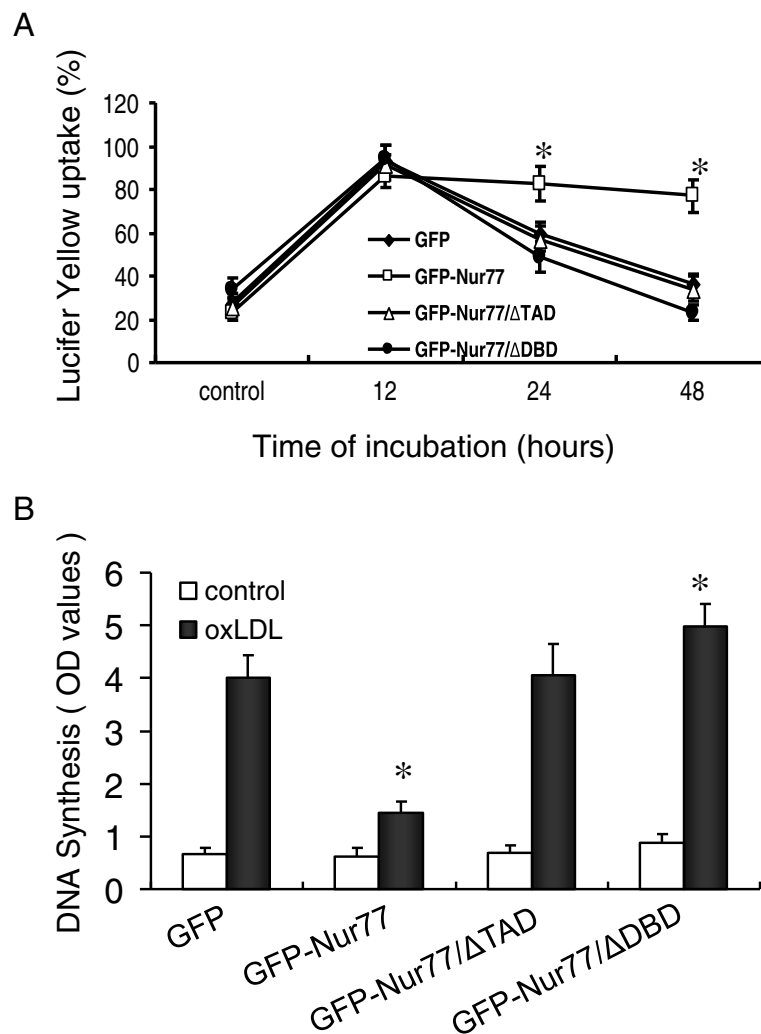 A
Lucifer Yellow uptake (%)
120
100
80
60
40
20
0
*
*
GFP
GFP-Nur77
GFP-Nur77/ΔTAD
GFP-Nur77/ΔDBD
control 12 24 48
Time of incubation (hours)
B
DNA Synthesis ( OD values )
6
5
4
3
2
1
0
control
oxLDL
*
*
GFP
GFP-Nur77
GFP-Nur77/ΔTAD
GFP-Nur77/ΔDBD